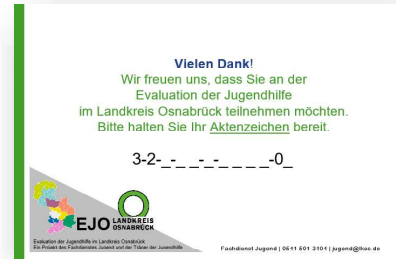 Vielen Dank!
Wir freuen uns, dass Sie an der
Evaluation der Jugendhilfe
im Landkreis Osnabrück teilnehmen möchten.
Bitte halten Sie Ihr Aktenzeichen bereit.
3-2-_-_ _-_-_ _ _ _-0_
EJO LANDKREIS
OSNABRÜCK
Evaluation der Jugendhilfe im Landkreis Osnabrück
Ein Projekt des Fachdienstes Jugend und der Träger der Jugendhilfe
Fachdienst Jugend | 0541 501 3101 | jugend@lkos.de